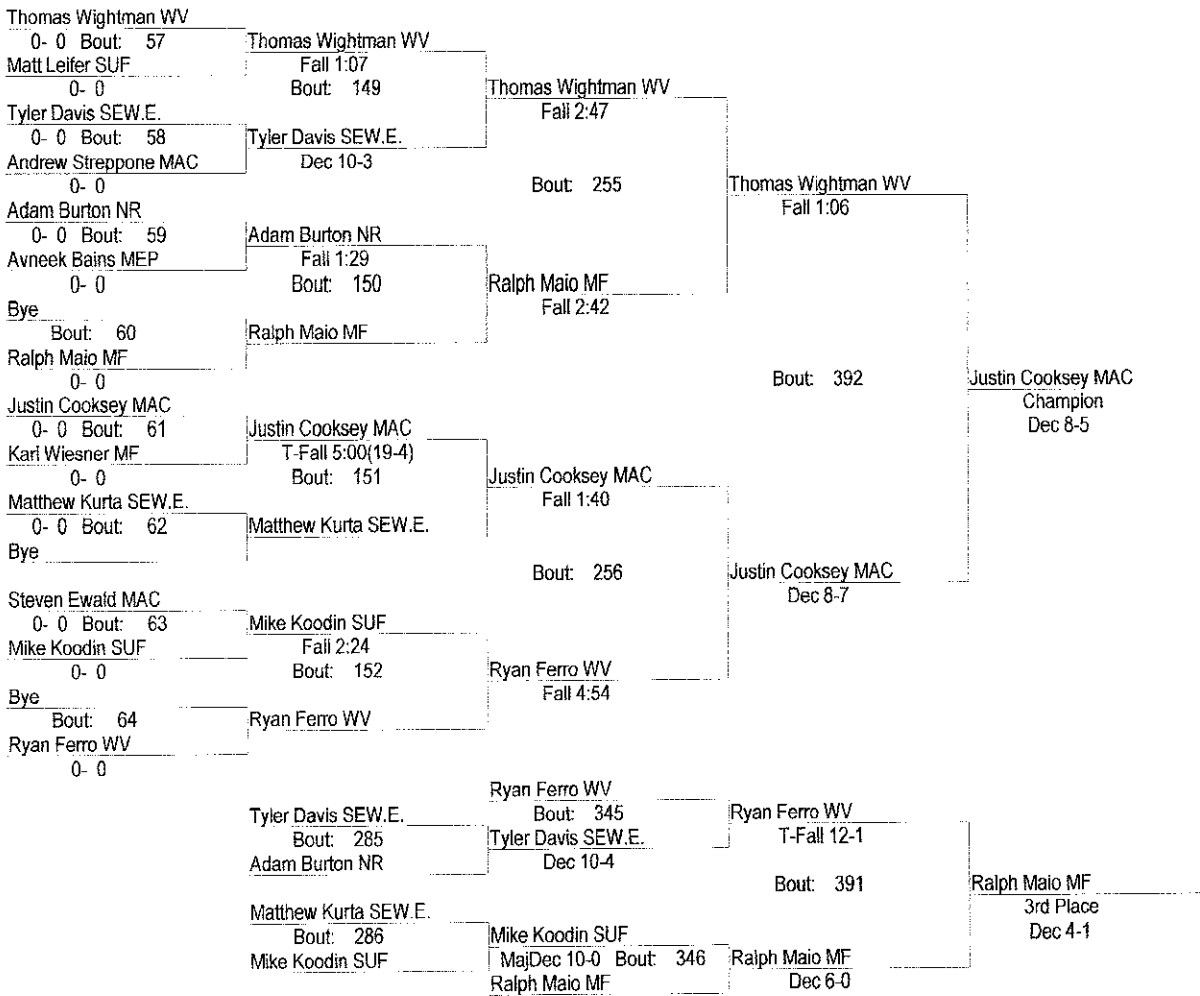 Thomas Wightman WV
0- 0 Bout: 57
Matt Leifer SUF
0- 0
Tyler Davis SEW.E.
0- 0 Bout: 58
Andrew Streppone MAC
0- 0
Adam Burton NR
0- 0 Bout: 59
Avneek Bains MEP
0- 0
Bye
Bout: 60
Ralph Maio MF
0- 0
Justin Cooksey MAC
0- 0 Bout: 61
Karl Wiesner MF
0- 0
Matthew Kurta SEW.E.
0- 0 Bout: 62
Bye
Steven Ewald MAC
0- 0 Bout: 63
Mike Koodin SUF
0- 0
Bye
Bout: 64
Ryan Ferro WV
0- 0
Thomas Wightman WV
Fall 1:07
Bout: 149
Tyler Davis SEW.E.
Dec 10-3
Adam Burton NR
Fall 1:29
Bout: 150
Ralph Maio MF
Justin Cooksey MAC
T-Fall 5:00(19-4)
Bout: 151
Matthew Kurta SEW.E.
Mike Koodin SUF
Fall 2:24
Bout: 152
Ryan Ferro WV
Thomas Wightman WV
Fall 2:47
Bout: 255
Ralph Maio MF
Fall 2:42
Justin Cooksey MAC
Fall 1:40
Bout: 256
Ryan Ferro WV
Fall 4:54
Thomas Wightman WV
Fall 1:06
Bout: 392
Justin Cooksey MAC
Dec 8-7
Justin Cooksey MAC
Champion
Dec 8-5
Tyler Davis SEW.E.
Bout: 285
Adam Burton NR
Matthew Kurta SEW.E.
Bout: 286
Mike Koodin SUF
Ryan Ferro WV
Bout: 345
Tyler Davis SEW.E.
Dec 10-4
Mike Koodin SUF
MajDec 10-0 Bout: 346
Ralph Maio MF
Ryan Ferro WV
T-Fall 12-1
Bout: 391
Ralph Maio MF
Dec 6-0
Ralph Maio MF
3rd Place
Dec 4-1